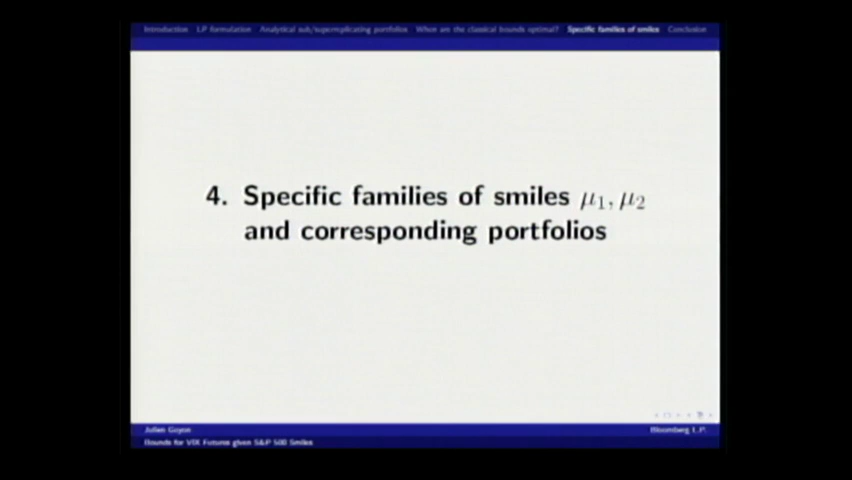 Introduction LP formulation Analytical sub/superreplicating portfolios When are the classical bounds optimal? Specific families of smiles Conclusion
4. Specific families of smiles μ₁, μ₂
and corresponding portfolios
Julien Guyon Bloomberg L.P.
Bounds for VIX Futures given S&P 500 Smiles